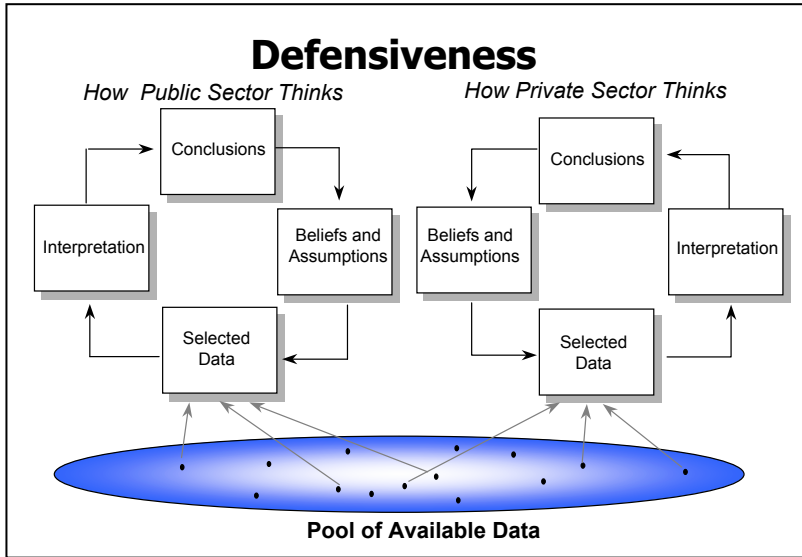 Defensiveness
How Public Sector Thinks
Conclusions
Interpretation
Beliefs and
Assumptions
Selected
Data
How Private Sector Thinks
Conclusions
Beliefs and
Assumptions
Interpretation
Selected
Data
Pool of Available Data